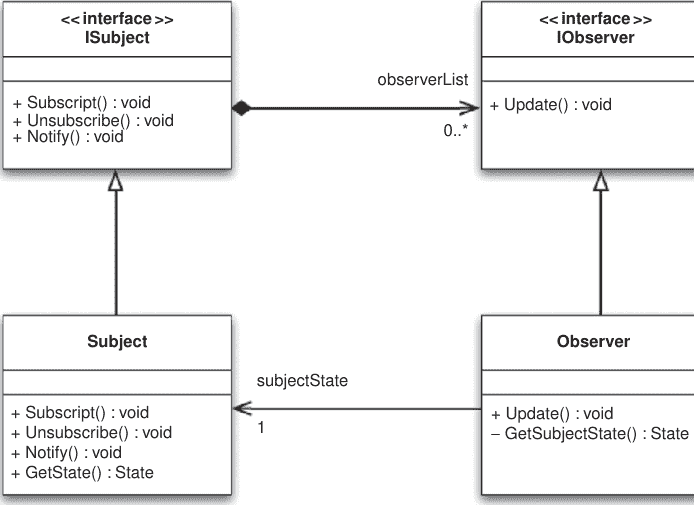 <<interface>>
ISubject
+ Subscript() : void
+ Unsubscribe() : void
+ Notify() : void
observerList
0..*
<<interface>>
IObserver
+ Update() : void
Subject
+ Subscript() : void
+ Unsubscribe() : void
+ Notify() : void
+ GetState() : State
subjectState
1
Observer
+ Update() : void
– GetSubjectState() : State